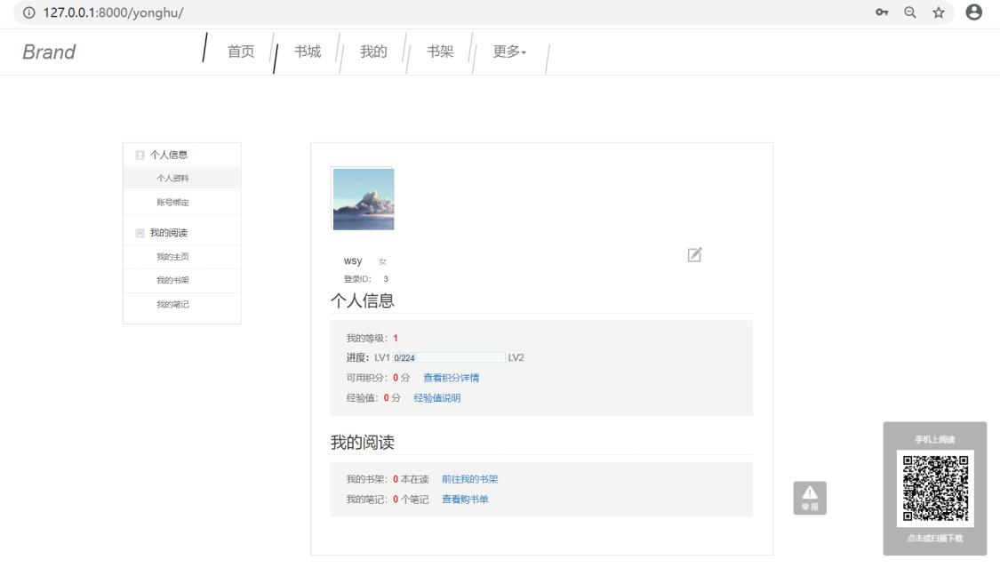 127.0.0.1:8000/yonghu/
Brand 首页 书城 我的 书架 更多
个人信息
个人资料
账号绑定
我的阅读
我的主页
我的书架
我的笔记
wsy 女
登录ID： 3
个人信息
我的等级：1
进度：LV1 0/224 LV2
可用积分：0 分 查看积分详情
经验值：0 分 经验值说明
我的阅读
我的书架：0 本在读 前往我的书架
我的笔记：0 个笔记 查看购书单
举报
手机上阅读
点击或扫描下载